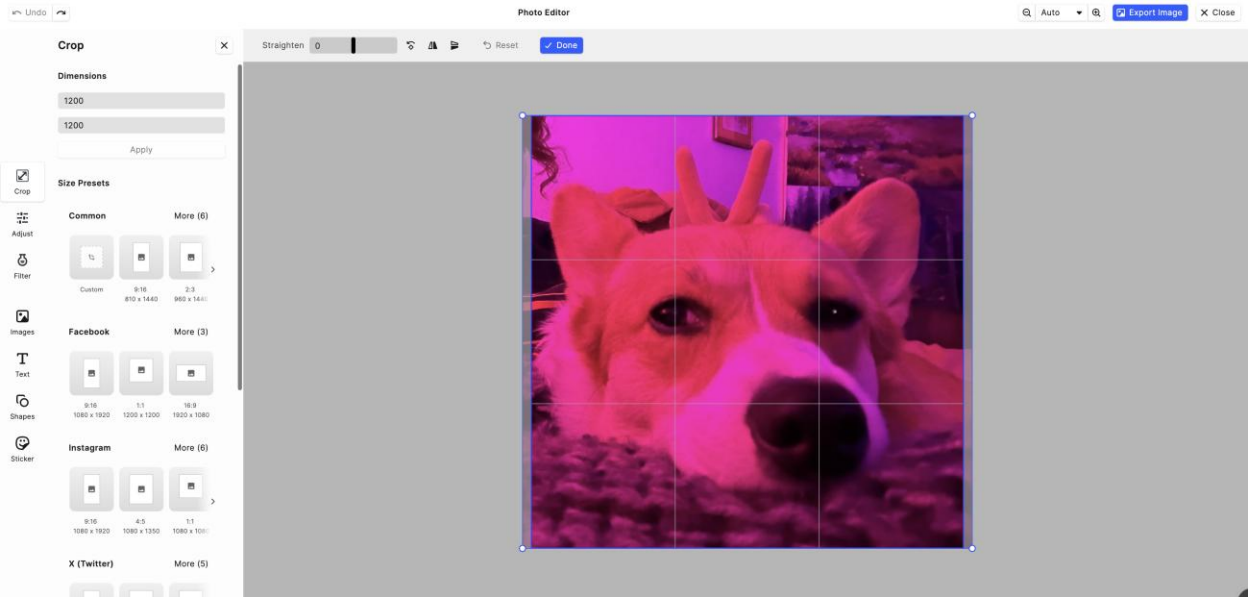 Undo
Photo Editor
Auto
Export Image
Close
Crop
Straighten 0
Reset
Done
Dimensions
1200
1200
Apply
Size Presets
Crop
Adjust
Filter
Images
Text
Shapes
Sticker
Common More (6)
Custom 9:16 2:3
810 x 1440 960 x 144
Facebook More (3)
9:16 1:1 16:9
1080 x 1920 1200 x 1200 1920 x 1080
Instagram More (6)
9:16 4:5 1:1
1080 x 1920 1080 x 1350 1080 x 108
X (Twitter) More (5)